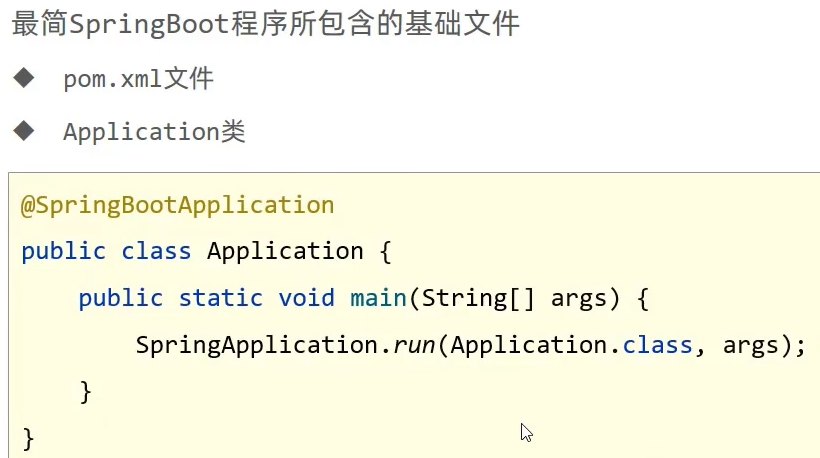 最简SpringBoot程序所包含的基础文件
◆ pom.xml文件
◆ Application类
@SpringBootApplication
public class Application {
    public static void main(String[] args) {
        SpringApplication.run(Application.class, args);
    }
}